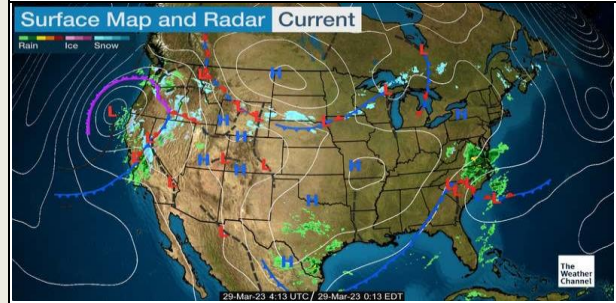 Surface Map and Radar Current
Rain Ice Snow
H
L
The
Weather
Channel
29-Mar-23 4:13 UTC / 29-Mar-23 0:13 EDT